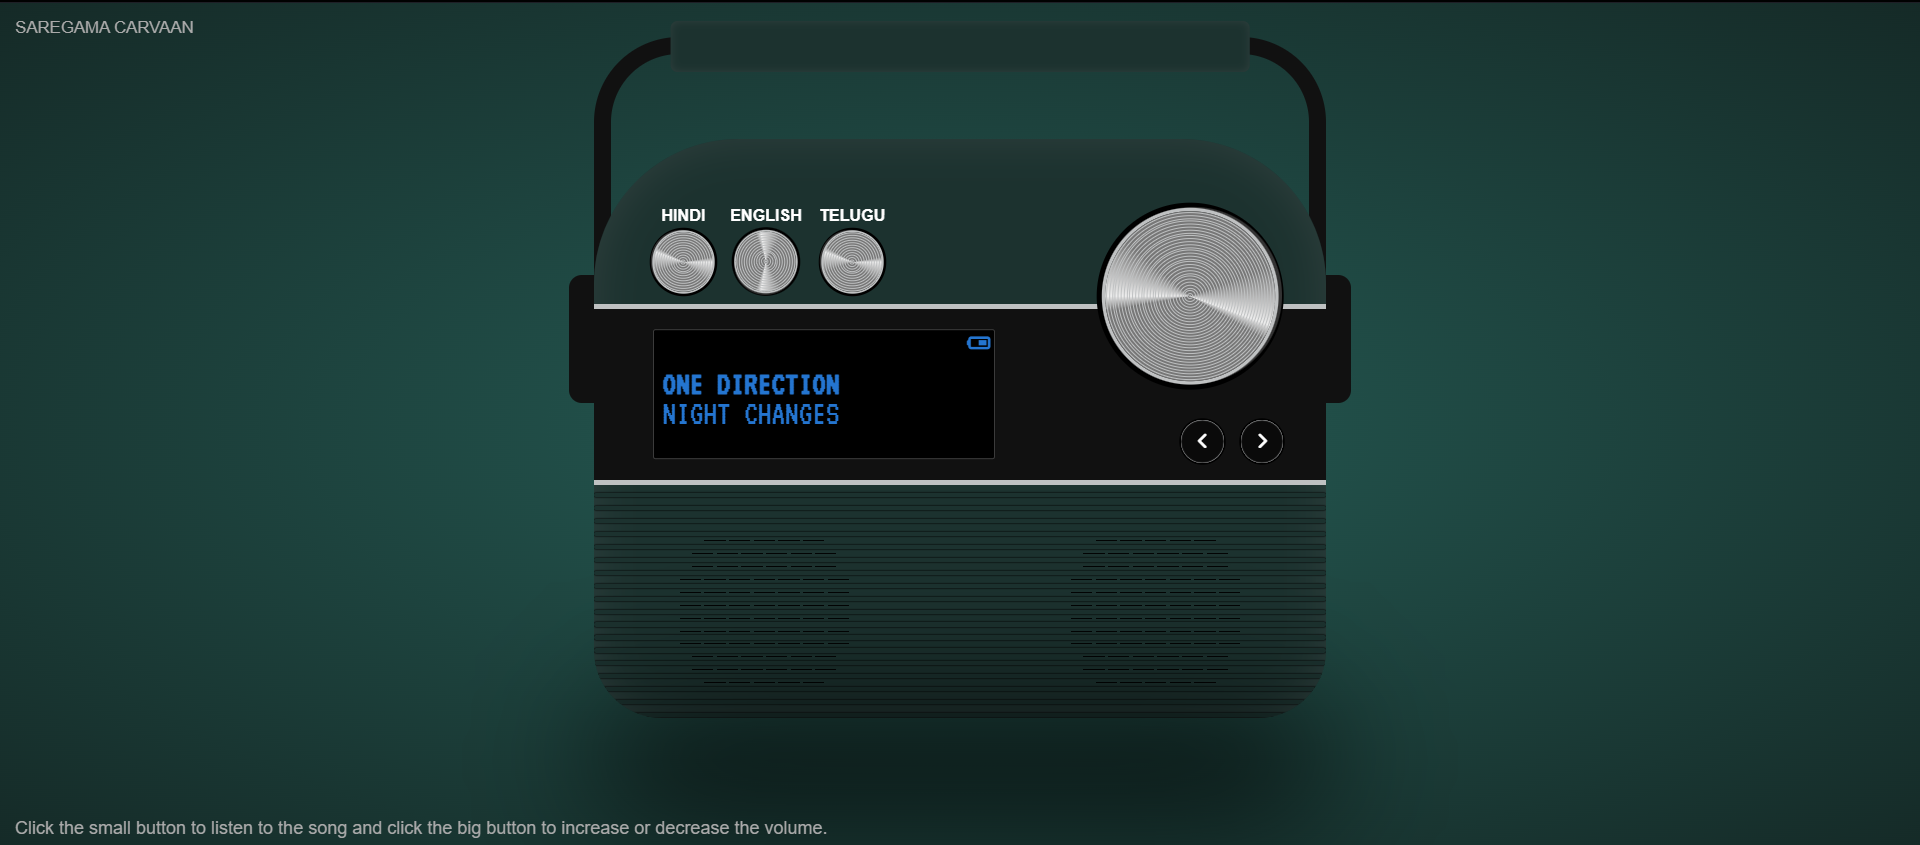 SAREGAMA CARVAAN
HINDI ENGLISH TELUGU
ONE DIRECTION
NIGHT CHANGES
Click the small button to listen to the song and click the big button to increase or decrease the volume.